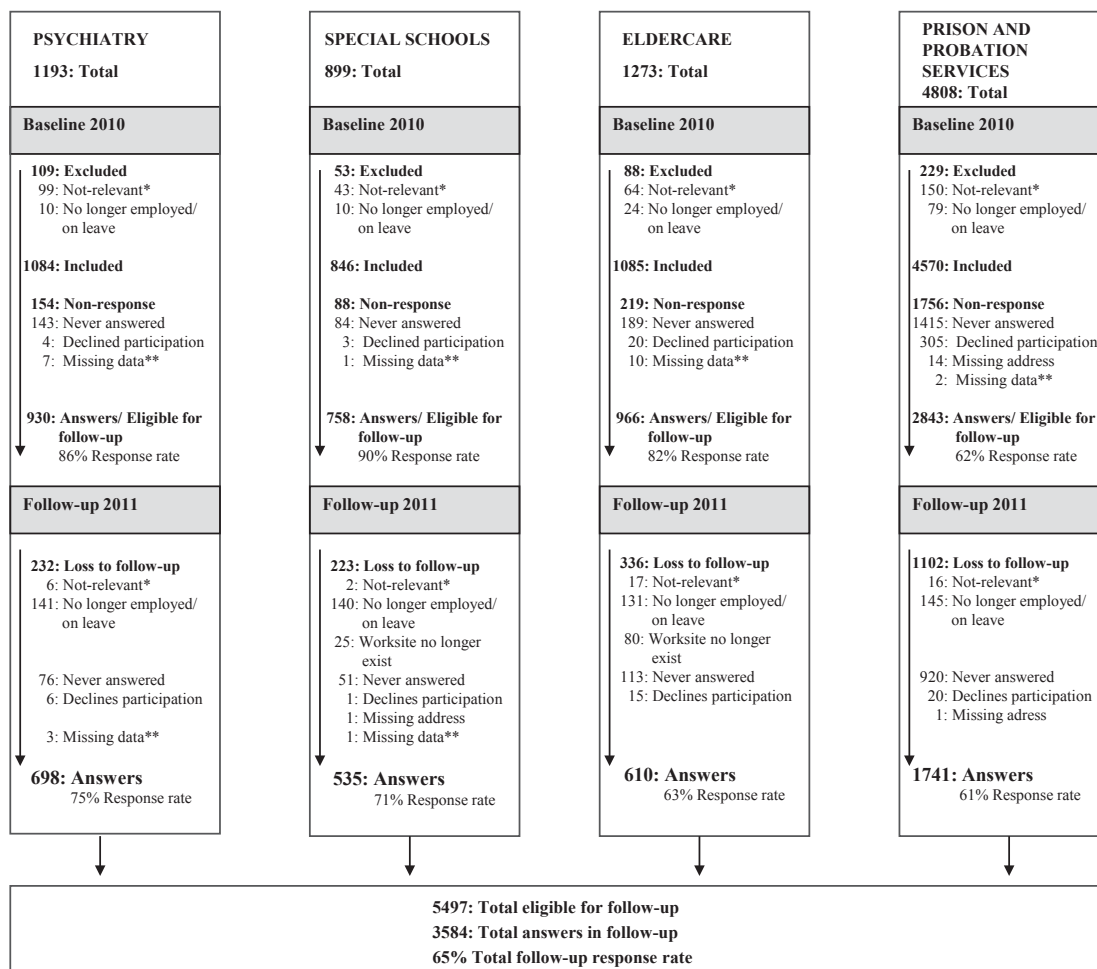 PSYCHIATRY
1193: Total
Baseline 2010
109: Excluded
99: Not-relevant*
10: No longer employed/
on leave
1084: Included
154: Non-response
143: Never answered
4: Declined participation
7: Missing data**
930: Answers/ Eligible for
follow-up
86% Response rate
Follow-up 2011
232: Loss to follow-up
6: Not-relevant*
141: No longer employed/
on leave
76: Never answered
6: Declines participation
3: Missing data**
698: Answers
75% Response rate
SPECIAL SCHOOLS
899: Total
Baseline 2010
53: Excluded
43: Not-relevant*
10: No longer employed/
on leave
846: Included
88: Non-response
84: Never answered
3: Declined participation
1: Missing data**
758: Answers/ Eligible for
follow-up
90% Response rate
Follow-up 2011
223: Loss to follow-up
2: Not-relevant*
140: No longer employed/
on leave
25: Worksite no longer
exist
51: Never answered
1: Declines participation
1: Missing address
1: Missing data**
535: Answers
71% Response rate
ELDERCARE
1273: Total
Baseline 2010
88: Excluded
64: Not-relevant*
24: No longer employed/
on leave
1085: Included
219: Non-response
189: Never answered
20: Declined participation
10: Missing data**
966: Answers/ Eligible for
follow-up
82% Response rate
Follow-up 2011
336: Loss to follow-up
17: Not-relevant*
131: No longer employed/
on leave
80: Worksite no longer
exist
113: Never answered
15: Declines participation
610: Answers
63% Response rate
PRISON AND
PROBATION
SERVICES
4808: Total
Baseline 2010
229: Excluded
150: Not-relevant*
79: No longer employed/
on leave
4570: Included
1756: Non-response
1415: Never answered
305: Declined participation
14: Missing address
2: Missing data**
2843: Answers/ Eligible for
follow-up
62% Response rate
Follow-up 2011
1102: Loss to follow-up
16: Not-relevant*
145: No longer employed/
on leave
920: Never answered
20: Declines participation
1: Missing adress
1741: Answers
61% Response rate
5497: Total eligible for follow-up
3584: Total answers in follow-up
65% Total follow-up response rate